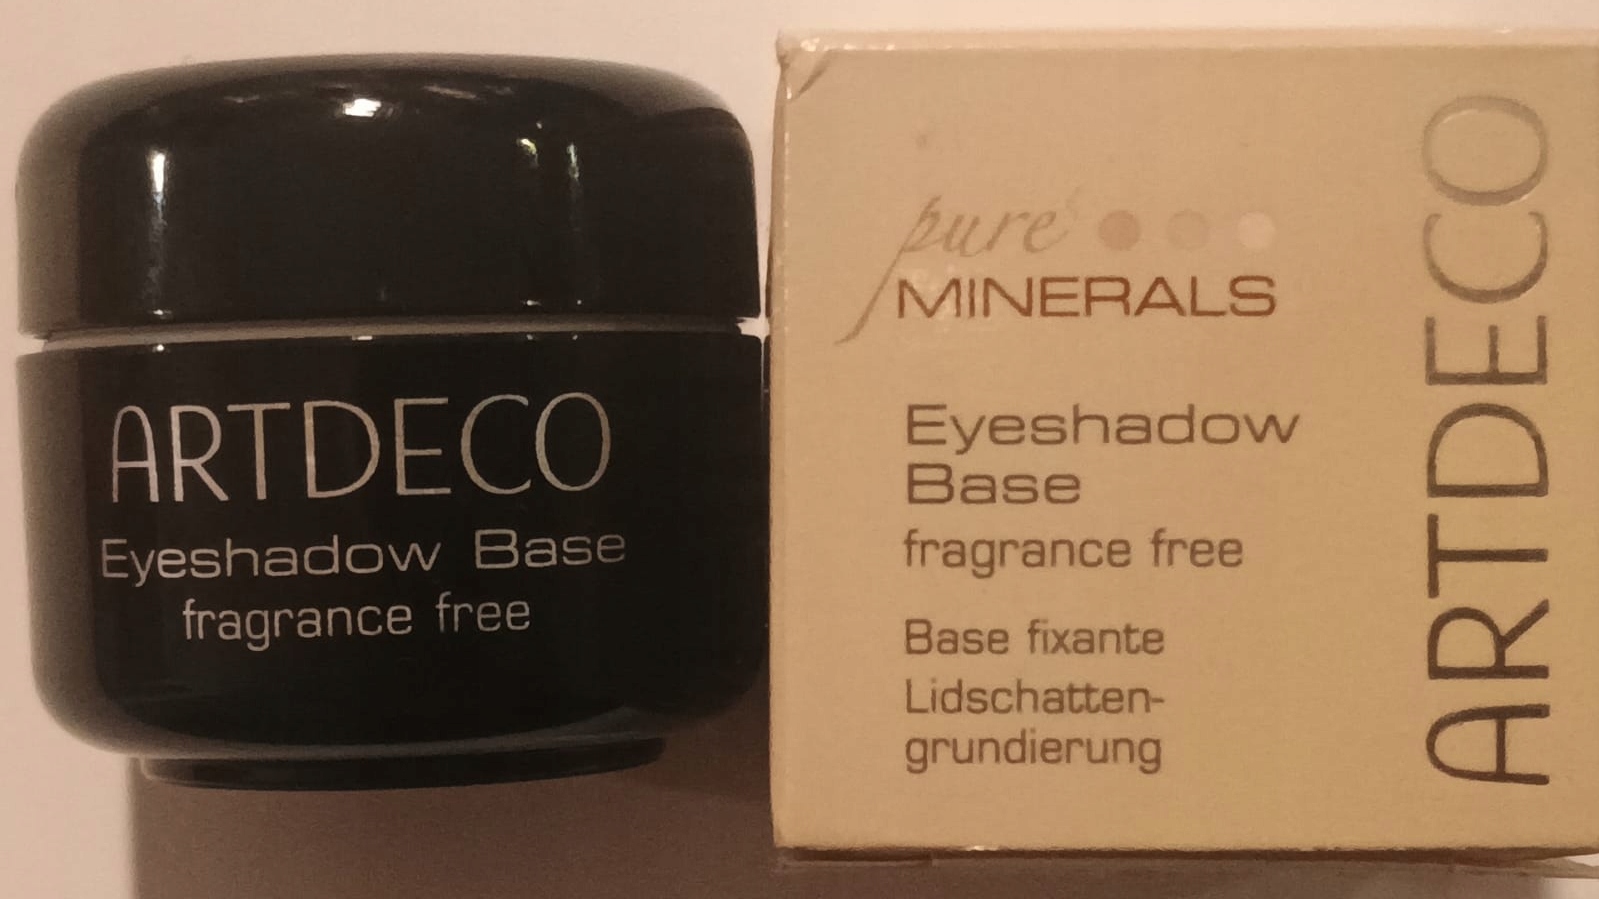 ARTDECO
Eyeshadow Base
fragrance free
pure
MINERALS
Eyeshadow
Base
fragrance free
Base fixante
Lidschatten-
grundierung
ARTDECO